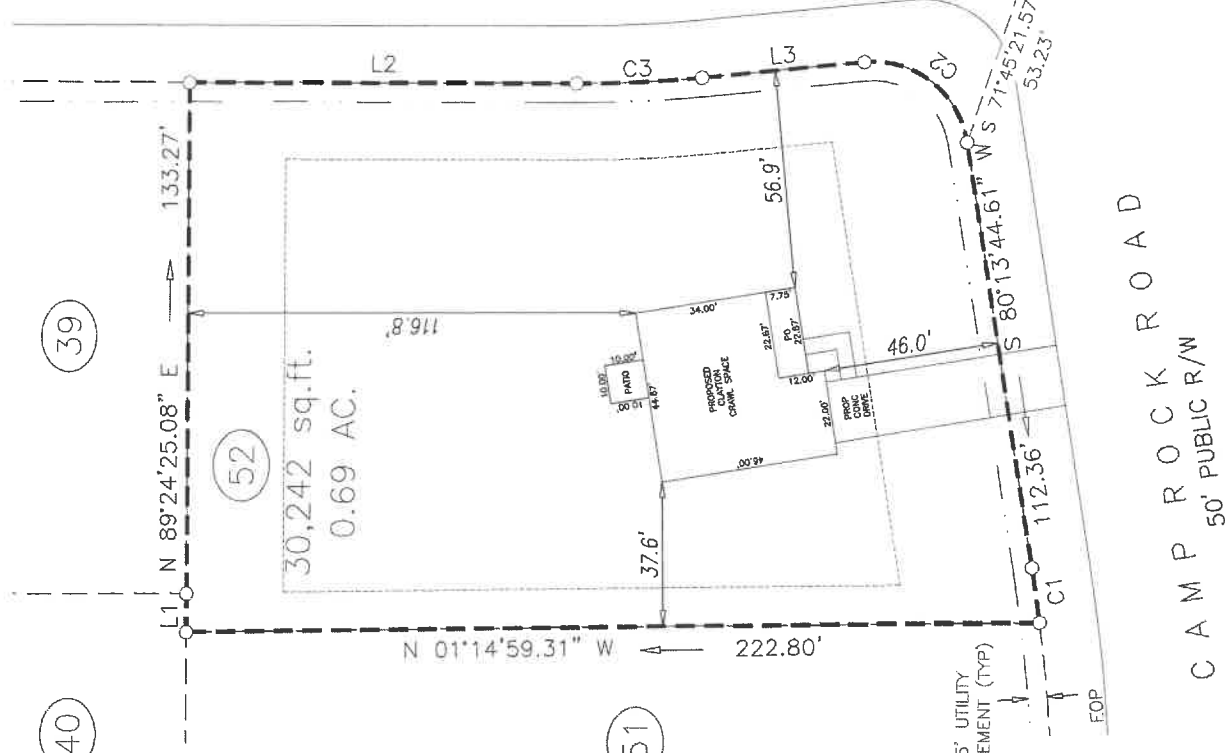 L2
C3
L3
C2
S 71°45'21.57"
53.23'
133.27'
N 89°24'25.08" E
L1
39
40
52
51
30,242 sq.ft.
0.69 AC.
116.8'
56.9'
34.00'
7.75'
22.67'
PO
22.67'
10.00'
10.00'
PATIO
10.00'
44.67
PROPOSED
CLAYTON
CRAWL SPACE
12.00'
46.0'
22.00'
PROP
CONC
DRIVE
46.00'
37.6'
S 80°13'44.61" W
112.36'
C1
N 01°14'59.31" W
222.80'
5' UTILITY
EMENT (TYP)
EOP
CAMP ROCK ROAD
50' PUBLIC R/W